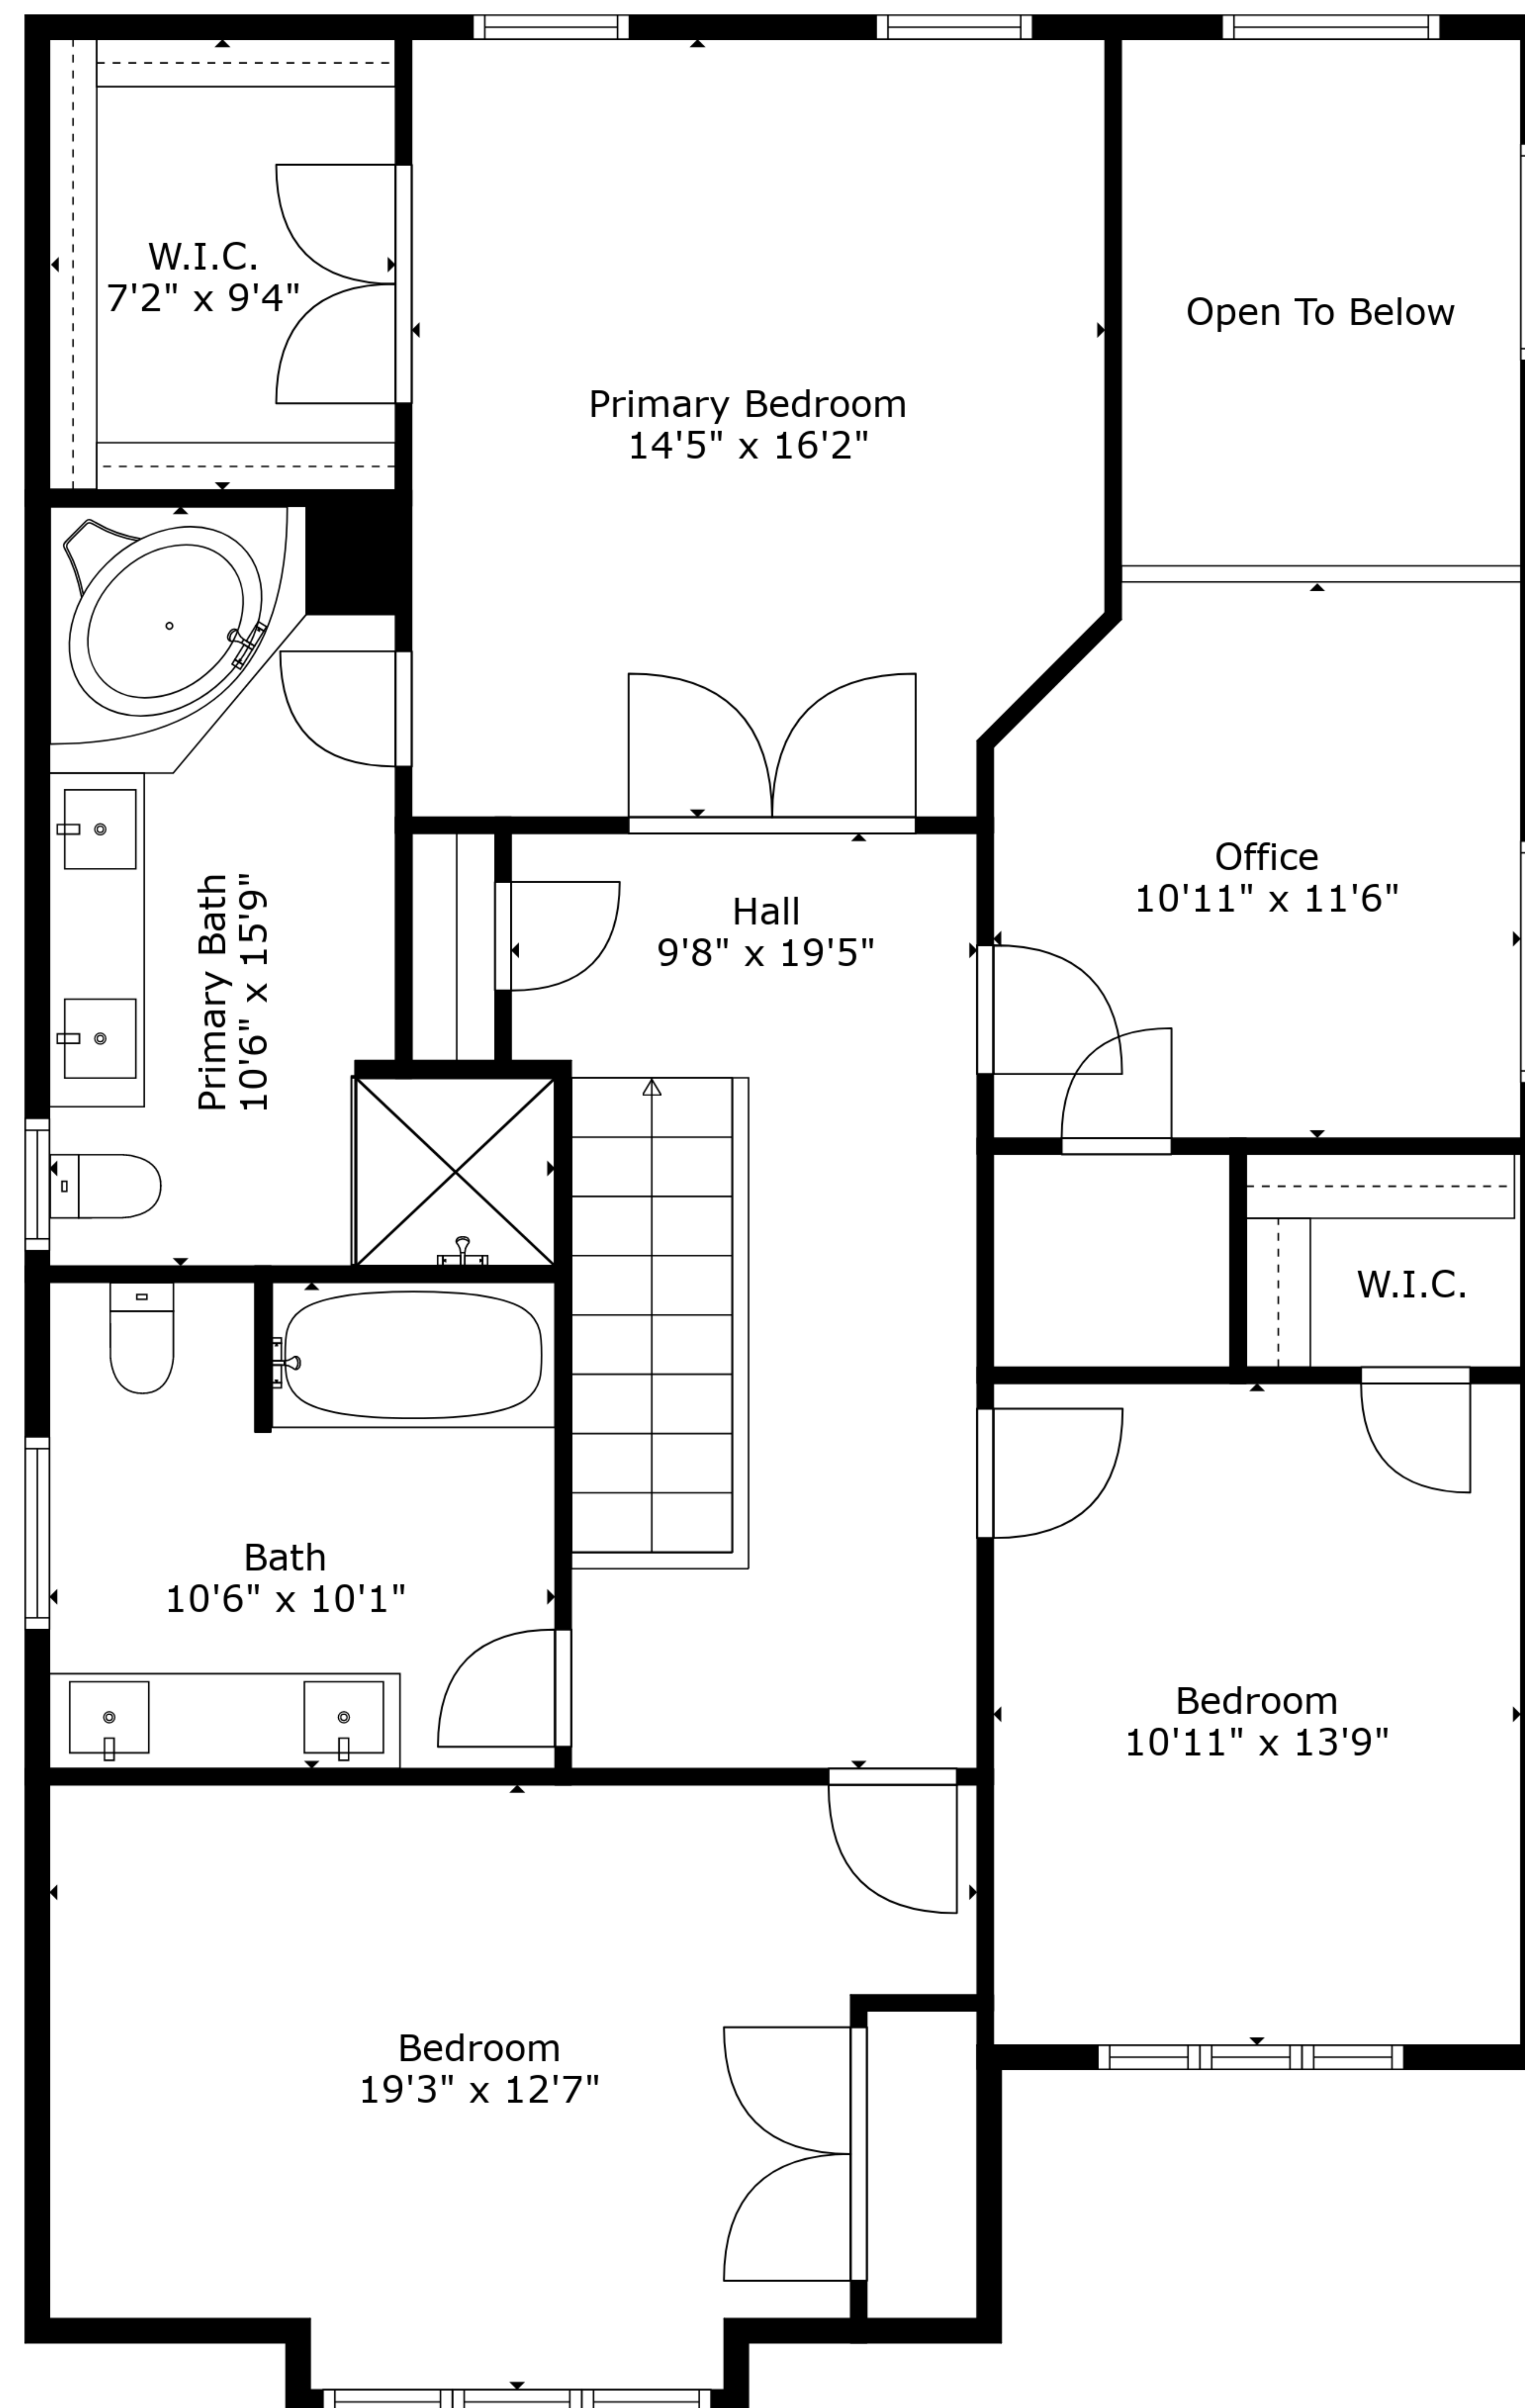 W.I.C.
7'2" x 9'4"
Open To Below
Primary Bedroom
14'5" x 16'2"
Office
10'11" x 11'6"
Hall
9'8" x 19'5"
Primary Bath
10'6" x 15'9"
W.I.C.
Bath
10'6" x 10'1"
Bedroom
10'11" x 13'9"
Bedroom
19'3" x 12'7"